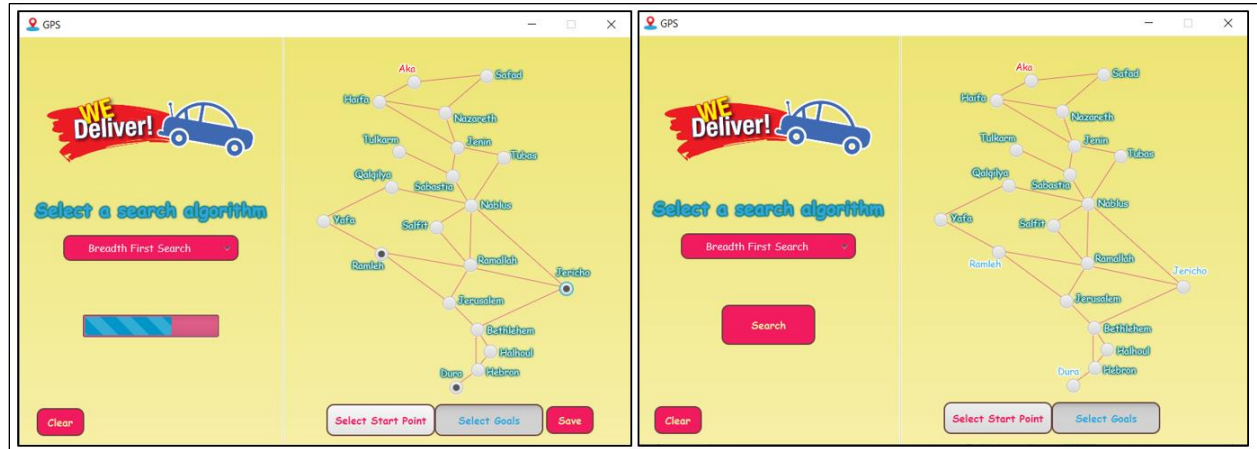 GPS
WE
Deliver!
Select a search algorithm
Breadth First Search
Clear
Aka
Safad
Haifa
Nazareth
Tulkarm
Jenin
Tubas
Qalqilya
Sabastia
Nablus
Yafa
Salfit
Ramleh
Ramallah
Jericho
Jerusalem
Bethlehem
Halhoul
Dura
Hebron
Select Start Point
Select Goals
Save
GPS
WE
Deliver!
Select a search algorithm
Breadth First Search
Search
Clear
Aka
Safad
Haifa
Nazareth
Tulkarm
Jenin
Tubas
Qalqilya
Sabastia
Nablus
Yafa
Salfit
Ramleh
Ramallah
Jericho
Jerusalem
Bethlehem
Halhoul
Dura
Hebron
Select Start Point
Select Goals